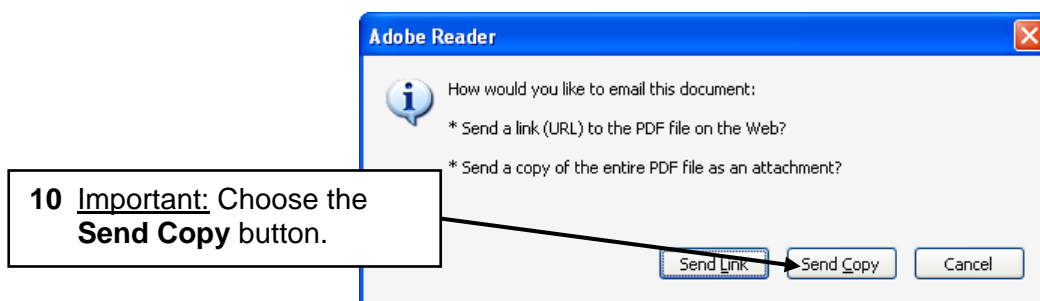 Adobe Reader
How would you like to email this document:
* Send a link (URL) to the PDF file on the Web?
* Send a copy of the entire PDF file as an attachment?
10 Important: Choose the
Send Copy button.
Send Link
Send Copy
Cancel